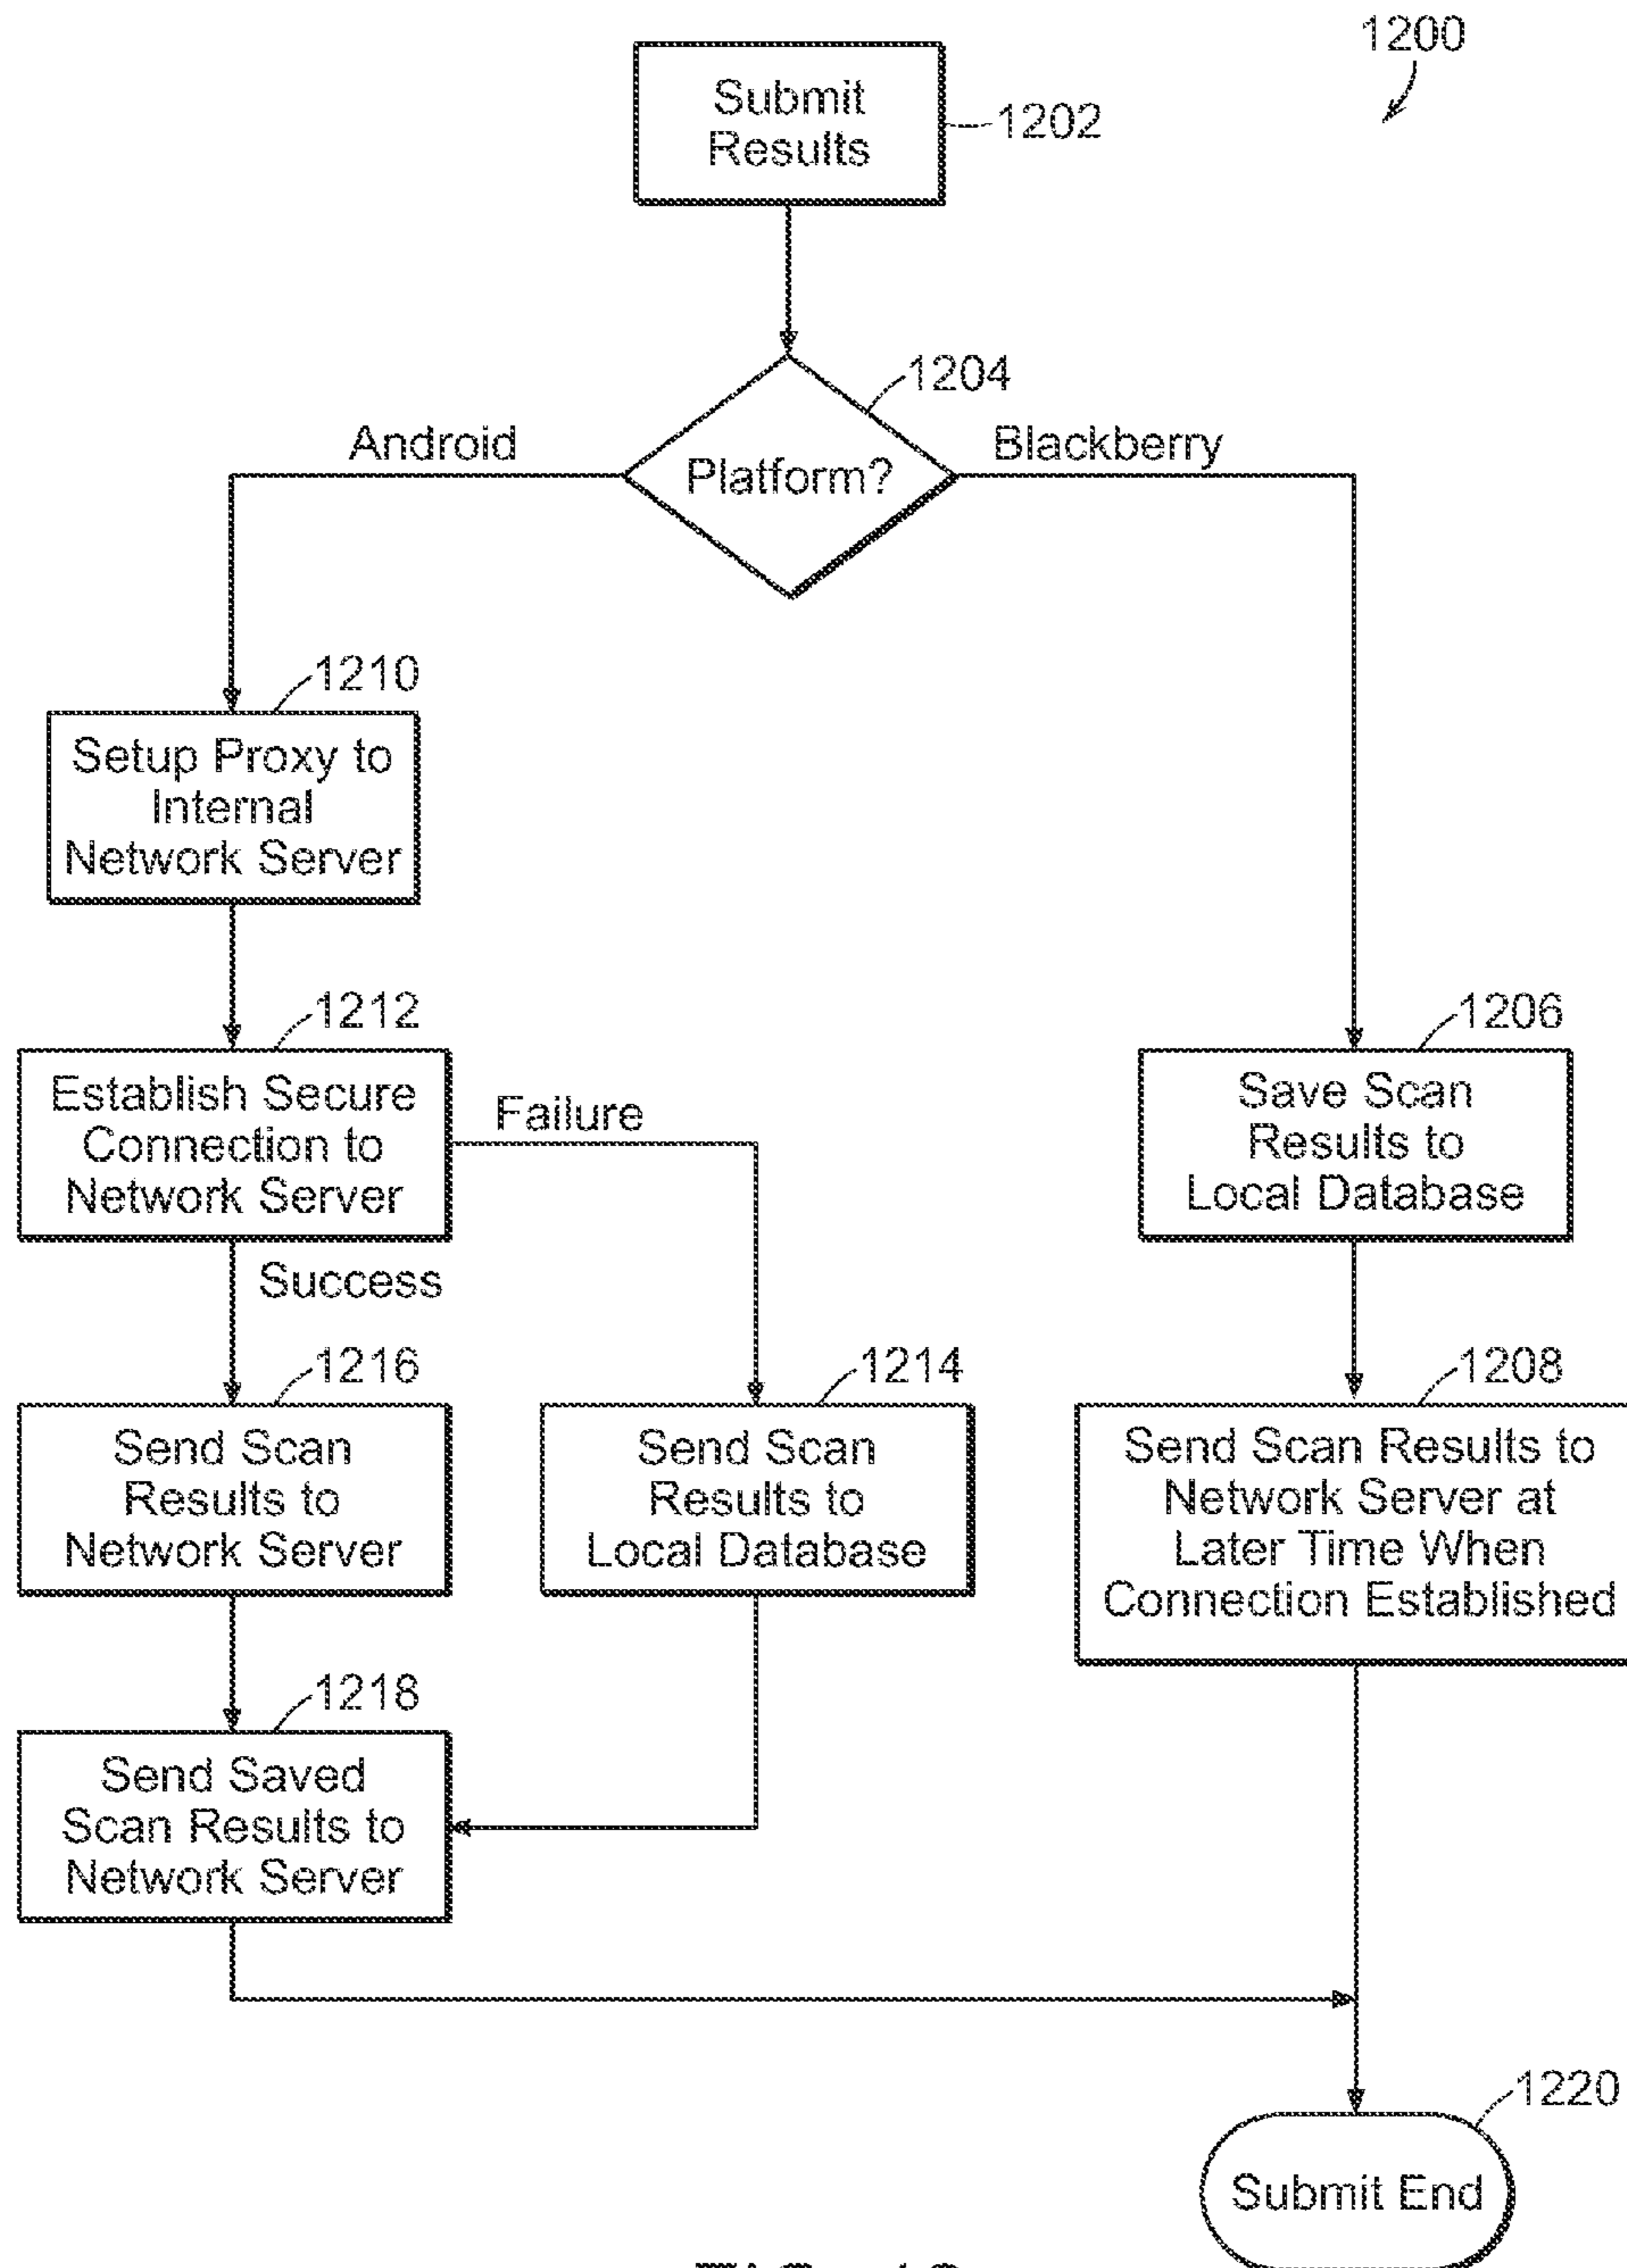 1200
Submit
Results
1202
1204
Android
Platform?
Blackberry
1210
Setup Proxy to
Internal
Network Server
1212
Establish Secure
Connection to
Network Server
Failure
Success
1206
Save Scan
Results to
Local Database
1216
Send Scan
Results to
Network Server
1214
Send Scan
Results to
Local Database
1208
Send Scan Results to
Network Server at
Later Time When
Connection Established
1218
Send Saved
Scan Results to
Network Server
1220
Submit End